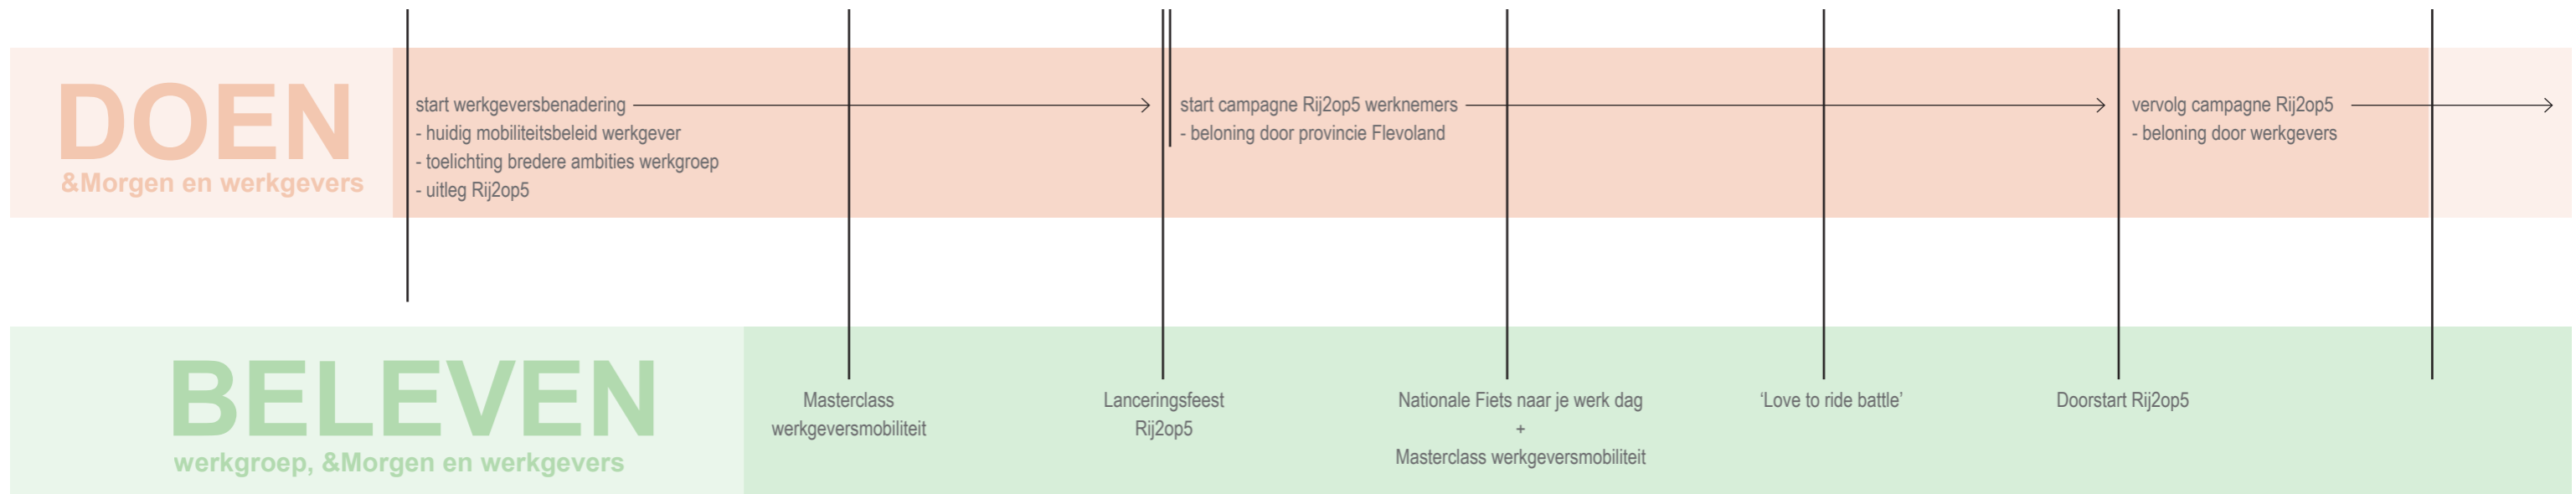 DOEN
&Morgen en werkgevers
start werkgeversbenadering
- huidig mobiliteitsbeleid werkgever
- toelichting bredere ambities werkgroep
- uitleg Rij2op5
start campagne Rij2op5 werknemers
- beloning door provincie Flevoland
vervolg campagne Rij2op5
- beloning door werkgevers
BELEVEN
werkgroep, &Morgen en werkgevers
Masterclass
werkgeversmobiliteit
Lanceringsfeest
Rij2op5
Nationale Fiets naar je werk dag
+
Masterclass werkgeversmobiliteit
‘Love to ride battle’
Doorstart Rij2op5